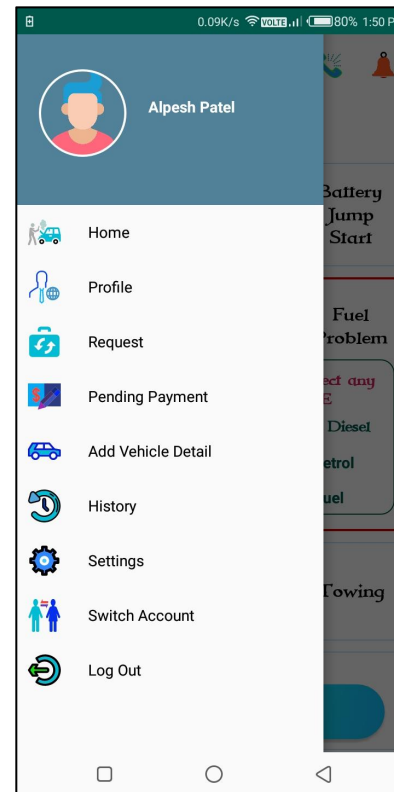 0.09K/s VOLTE 80% 1:50 P
Alpesh Patel
Home
Profile
Request
Pending Payment
Add Vehicle Detail
History
Settings
Switch Account
Log Out
Battery
Jump
Start
Fuel
Problem
ect any
E
Diesel
etrol
uel
Towing